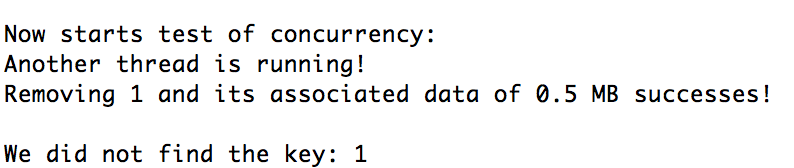 Now starts test of concurrency:
Another thread is running!
Removing 1 and its associated data of 0.5 MB successes!
We did not find the key: 1